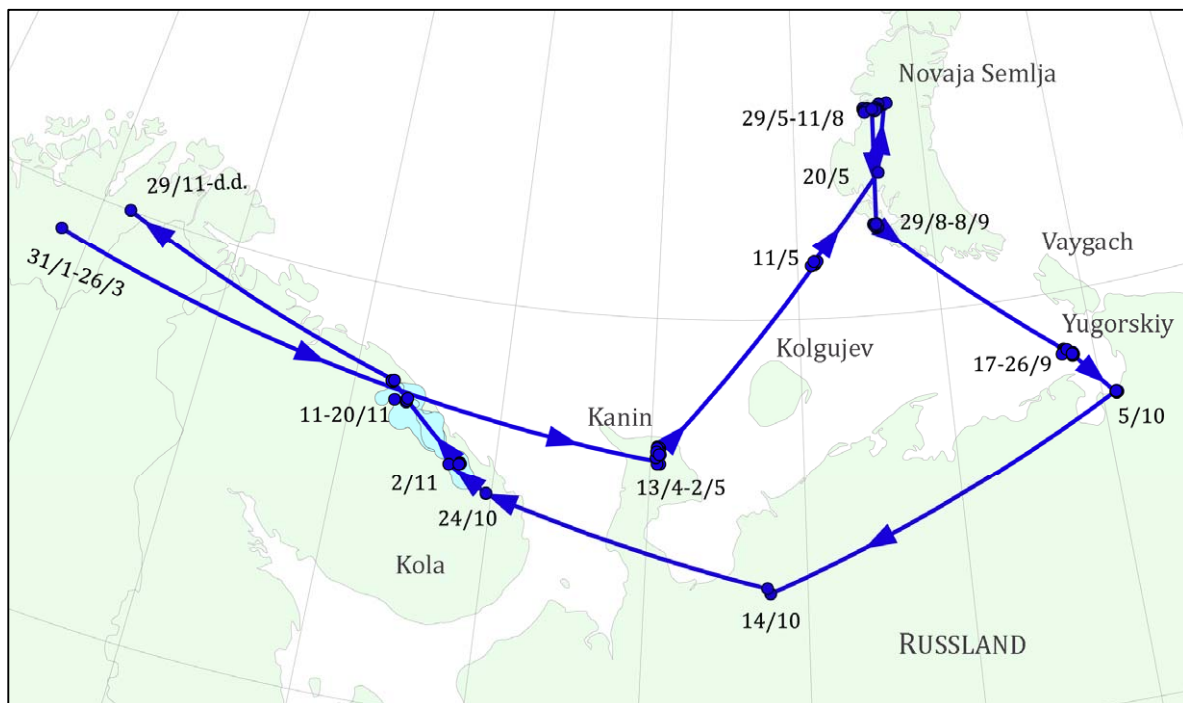 Novaja Semlja
29/5-11/8
20/5
29/11-d.d.
29/8-8/9
Vaygach
11/5
31/1-26/3
Yugorskiy
Kolgujev
17-26/9
5/10
11-20/11
Kanin
2/11
13/4-2/5
24/10
Kola
14/10
RUSSLAND